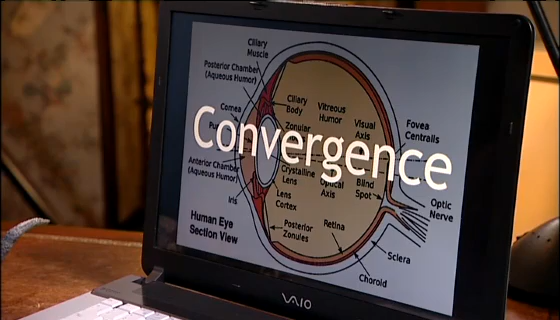 Ciliary
Muscle
Posterior Chamber
(Aqueous Humor)
Cornea
Ciliary
Body
Vitreous
Humor
Visual
Axis
Fovea
Centralis
Zonular
Convergence
Anterior Chamber
(Aqueous Humor)
Crystalline
Lens
Optical
Axis
Blind
Spot
Iris
Lens
Cortex
Optic
Nerve
Human Eye
Section View
Posterior
Zonules
Retina
Sclera
Choroid
VAIO